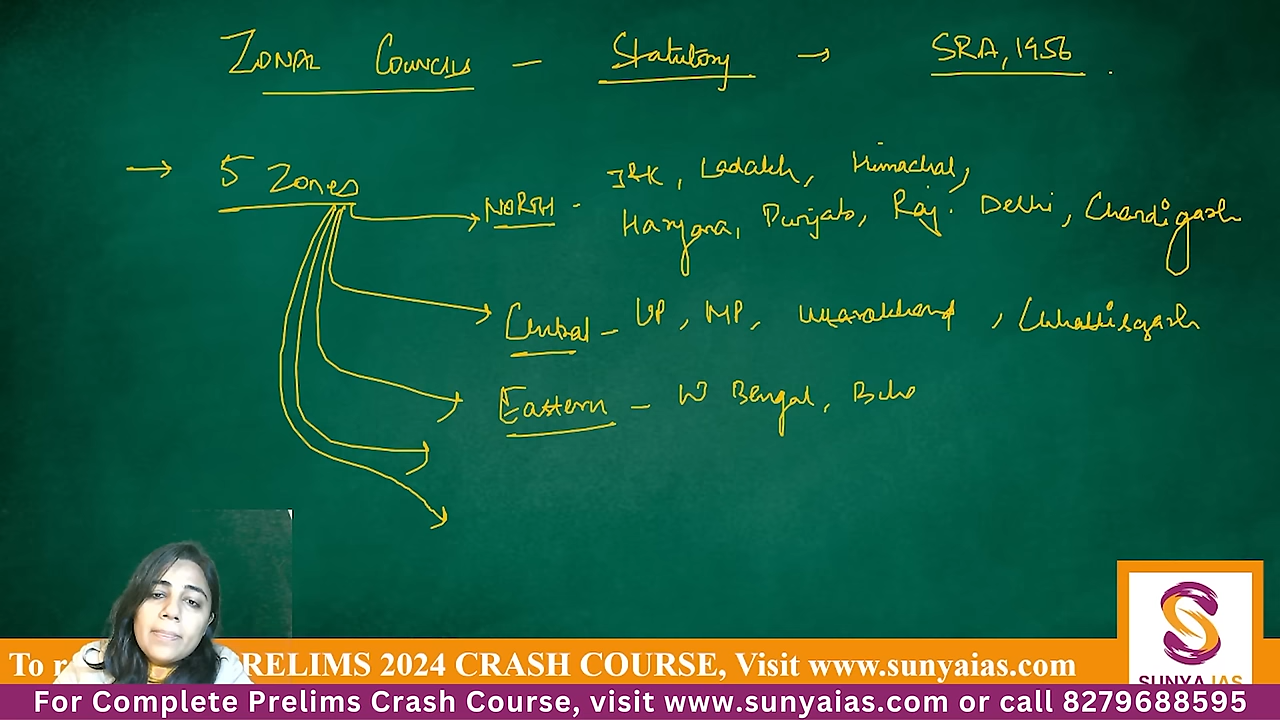 ZONAL COUNCILS – Statutory → SRA, 1956.
→ 5 Zones
NORTH - J&K, Ladakh, Himachal,
Haryana, Punjab, Raj. Delhi, Chandigarh
Central – UP, MP, Uttarakhand, Chhattisgarh
Eastern – W Bengal, Biha
SUNYA IAS
To r RELIMS 2024 CRASH COURSE, Visit www.sunyaias.com
For Complete Prelims Crash Course, visit www.sunyaias.com or call 8279688595